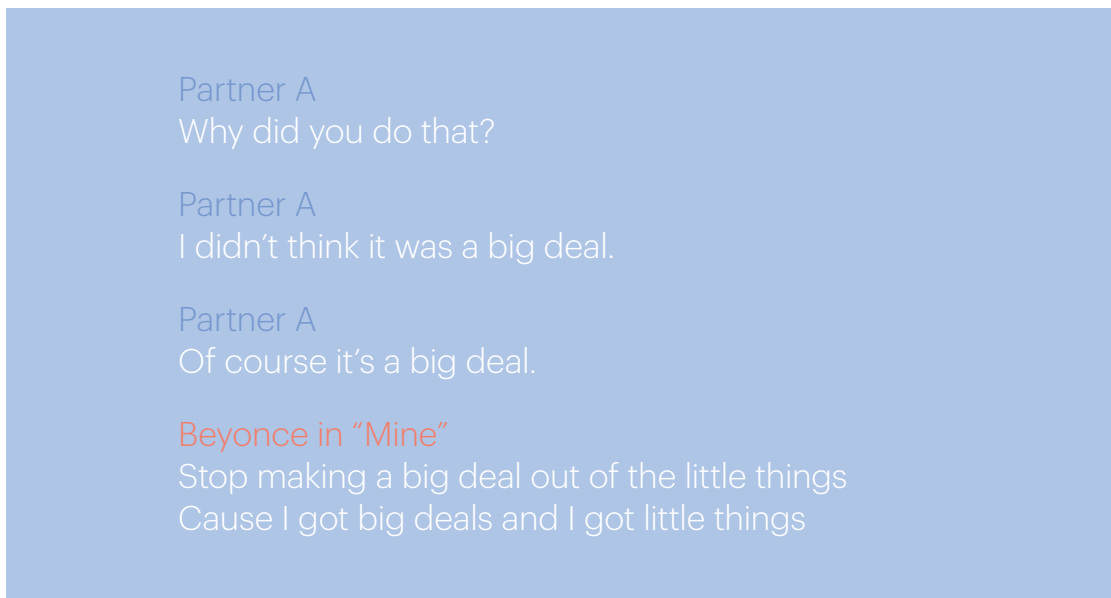 Partner A
Why did you do that?
Partner A
I didn’t think it was a big deal.
Partner A
Of course it’s a big deal.
Beyonce in “Mine”
Stop making a big deal out of the little things
Cause I got big deals and I got little things